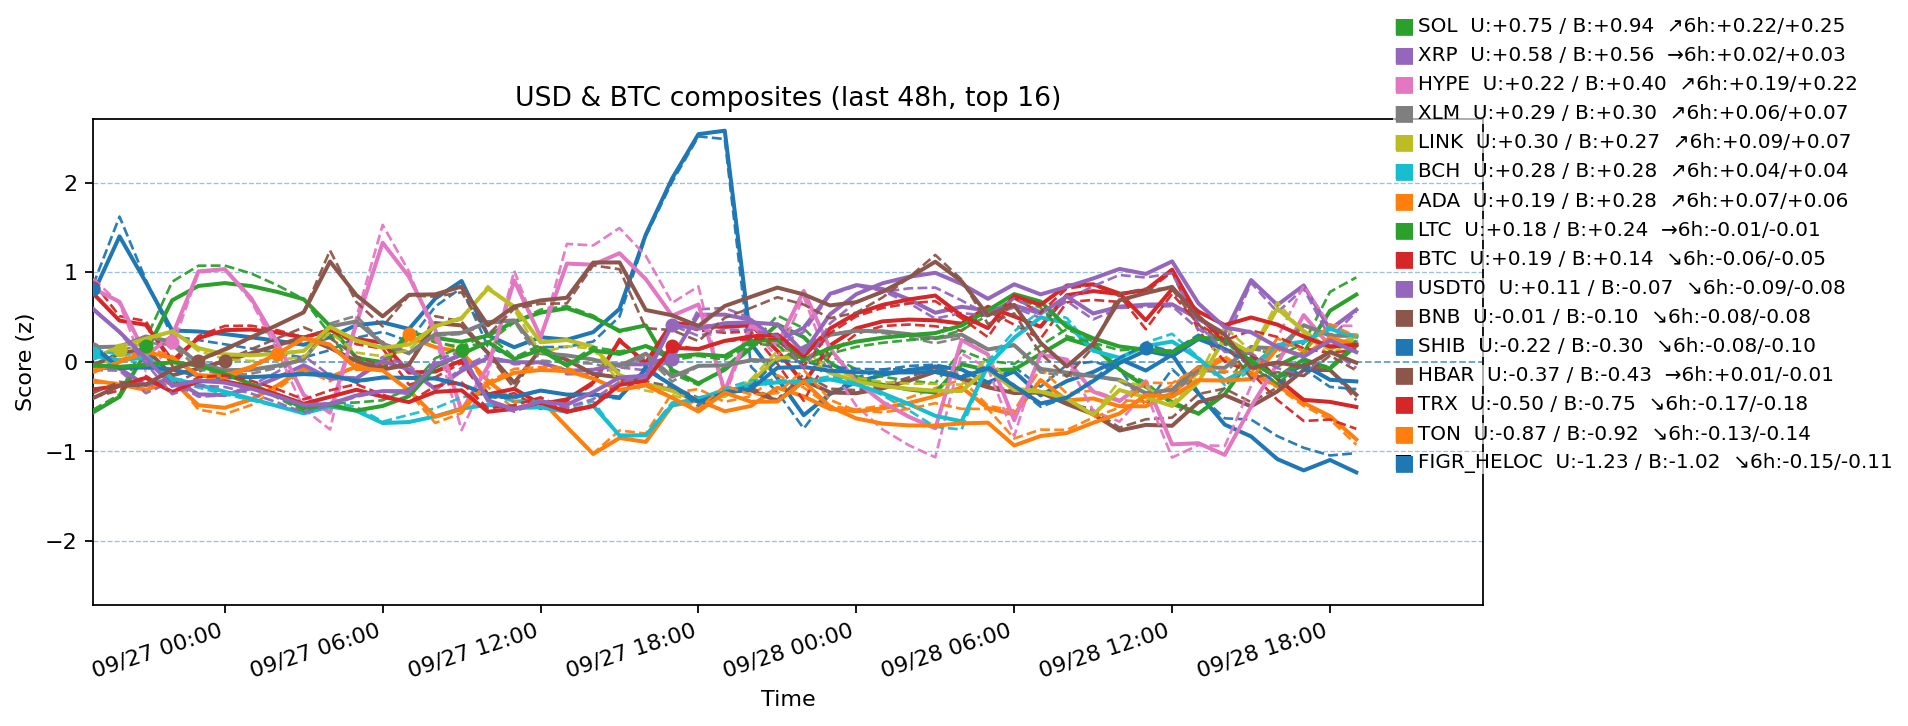 USD & BTC composites (last 48h, top 16)
SOL U:+0.75 / B:+0.94 ↗6h:+0.22/+0.25
XRP U:+0.58 / B:+0.56 →6h:+0.02/+0.03
HYPE U:+0.22 / B:+0.40 ↗6h:+0.19/+0.22
XLM U:+0.29 / B:+0.30 ↗6h:+0.06/+0.07
LINK U:+0.30 / B:+0.27 ↗6h:+0.09/+0.07
BCH U:+0.28 / B:+0.28 ↗6h:+0.04/+0.04
ADA U:+0.19 / B:+0.28 ↗6h:+0.07/+0.06
LTC U:+0.18 / B:+0.24 →6h:-0.01/-0.01
BTC U:+0.19 / B:+0.14 ↘6h:-0.06/-0.05
USDT0 U:+0.11 / B:-0.07 ↘6h:-0.09/-0.08
BNB U:-0.01 / B:-0.10 ↘6h:-0.08/-0.08
SHIB U:-0.22 / B:-0.30 ↘6h:-0.08/-0.10
HBAR U:-0.37 / B:-0.43 →6h:+0.01/-0.01
TRX U:-0.50 / B:-0.75 ↘6h:-0.17/-0.18
TON U:-0.87 / B:-0.92 ↘6h:-0.13/-0.14
FIGR_HELOC U:-1.23 / B:-1.02 ↘6h:-0.15/-0.11
Score (z)
2
1
0
−1
−2
09/27 00:00
09/27 06:00
09/27 12:00
09/27 18:00
09/28 00:00
09/28 06:00
09/28 12:00
09/28 18:00
Time